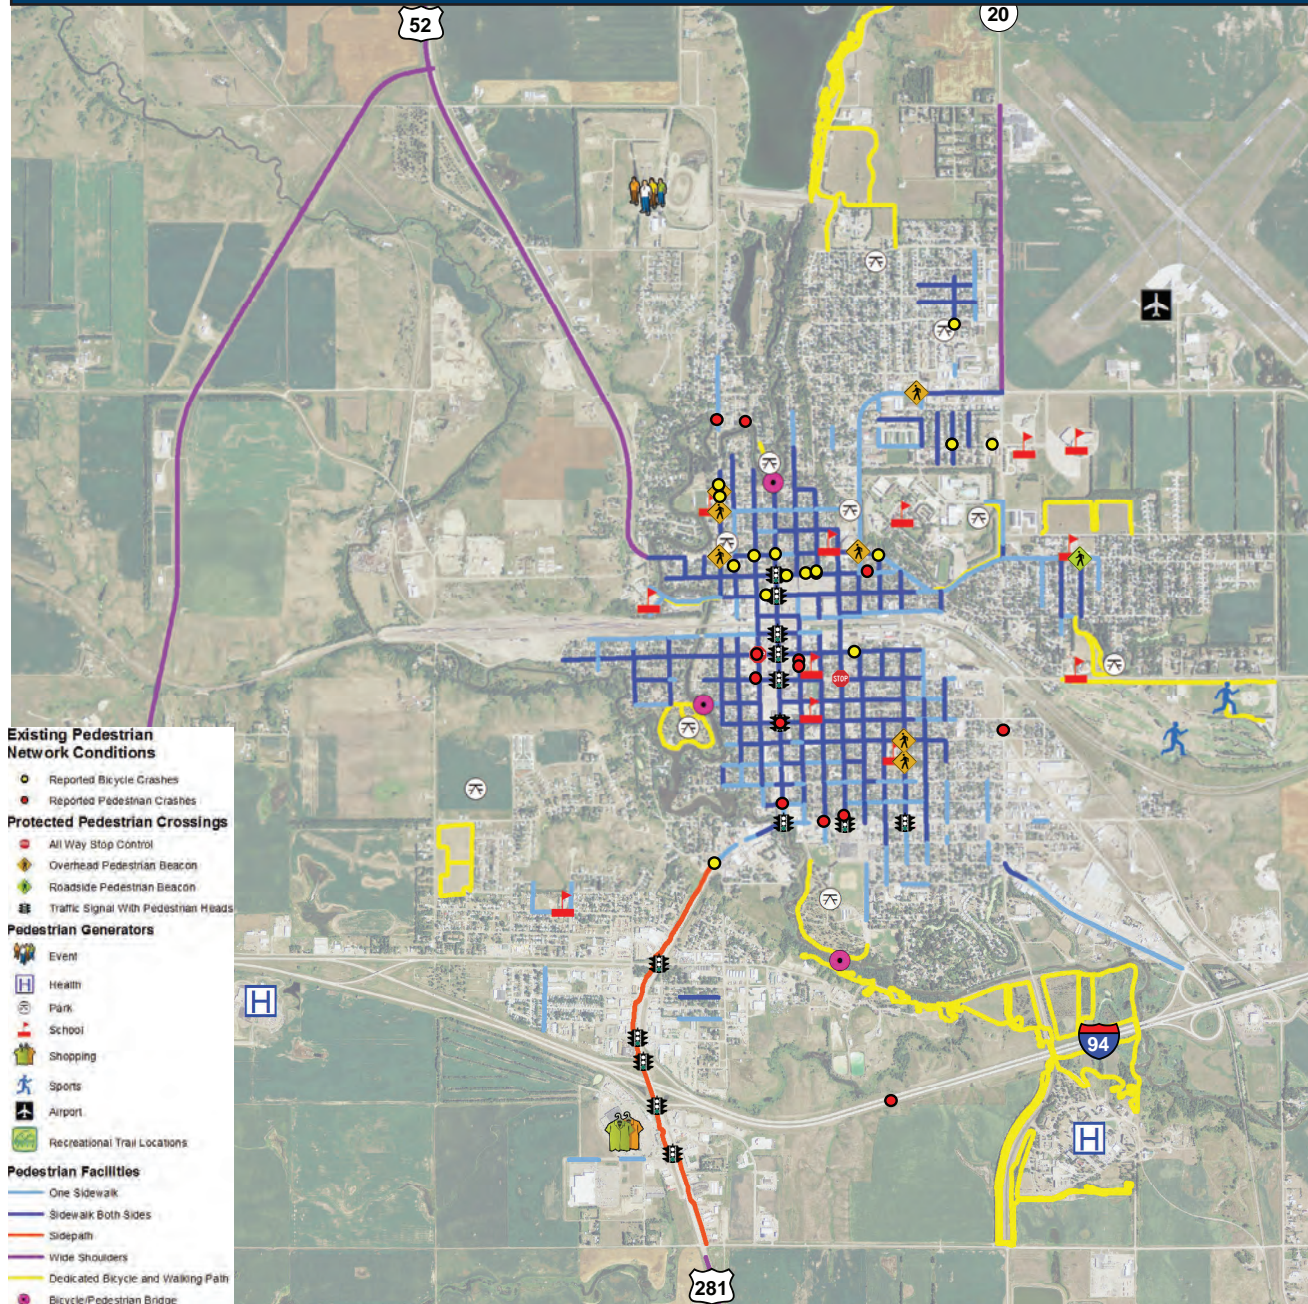 52
20
Existing Pedestrian
Network Conditions
Reported Bicycle Crashes
Reported Pedestrian Crashes
Protected Pedestrian Crossings
All Way Stop Control
Overhead Pedestrian Beacon
Roadside Pedestrian Beacon
Traffic Signal With Pedestrian Heads
Pedestrian Generators
Event
H Health
Park
School
Shopping
Sports
Airport
Recreational Trail Locations
Pedestrian Facilities
One Sidewalk
Sidewalk Both Sides
Sidepath
Wide Shoulders
Dedicated Bicycle and Walking Path
Bicycle/Pedestrian Bridge
STOP
H
94
H
281